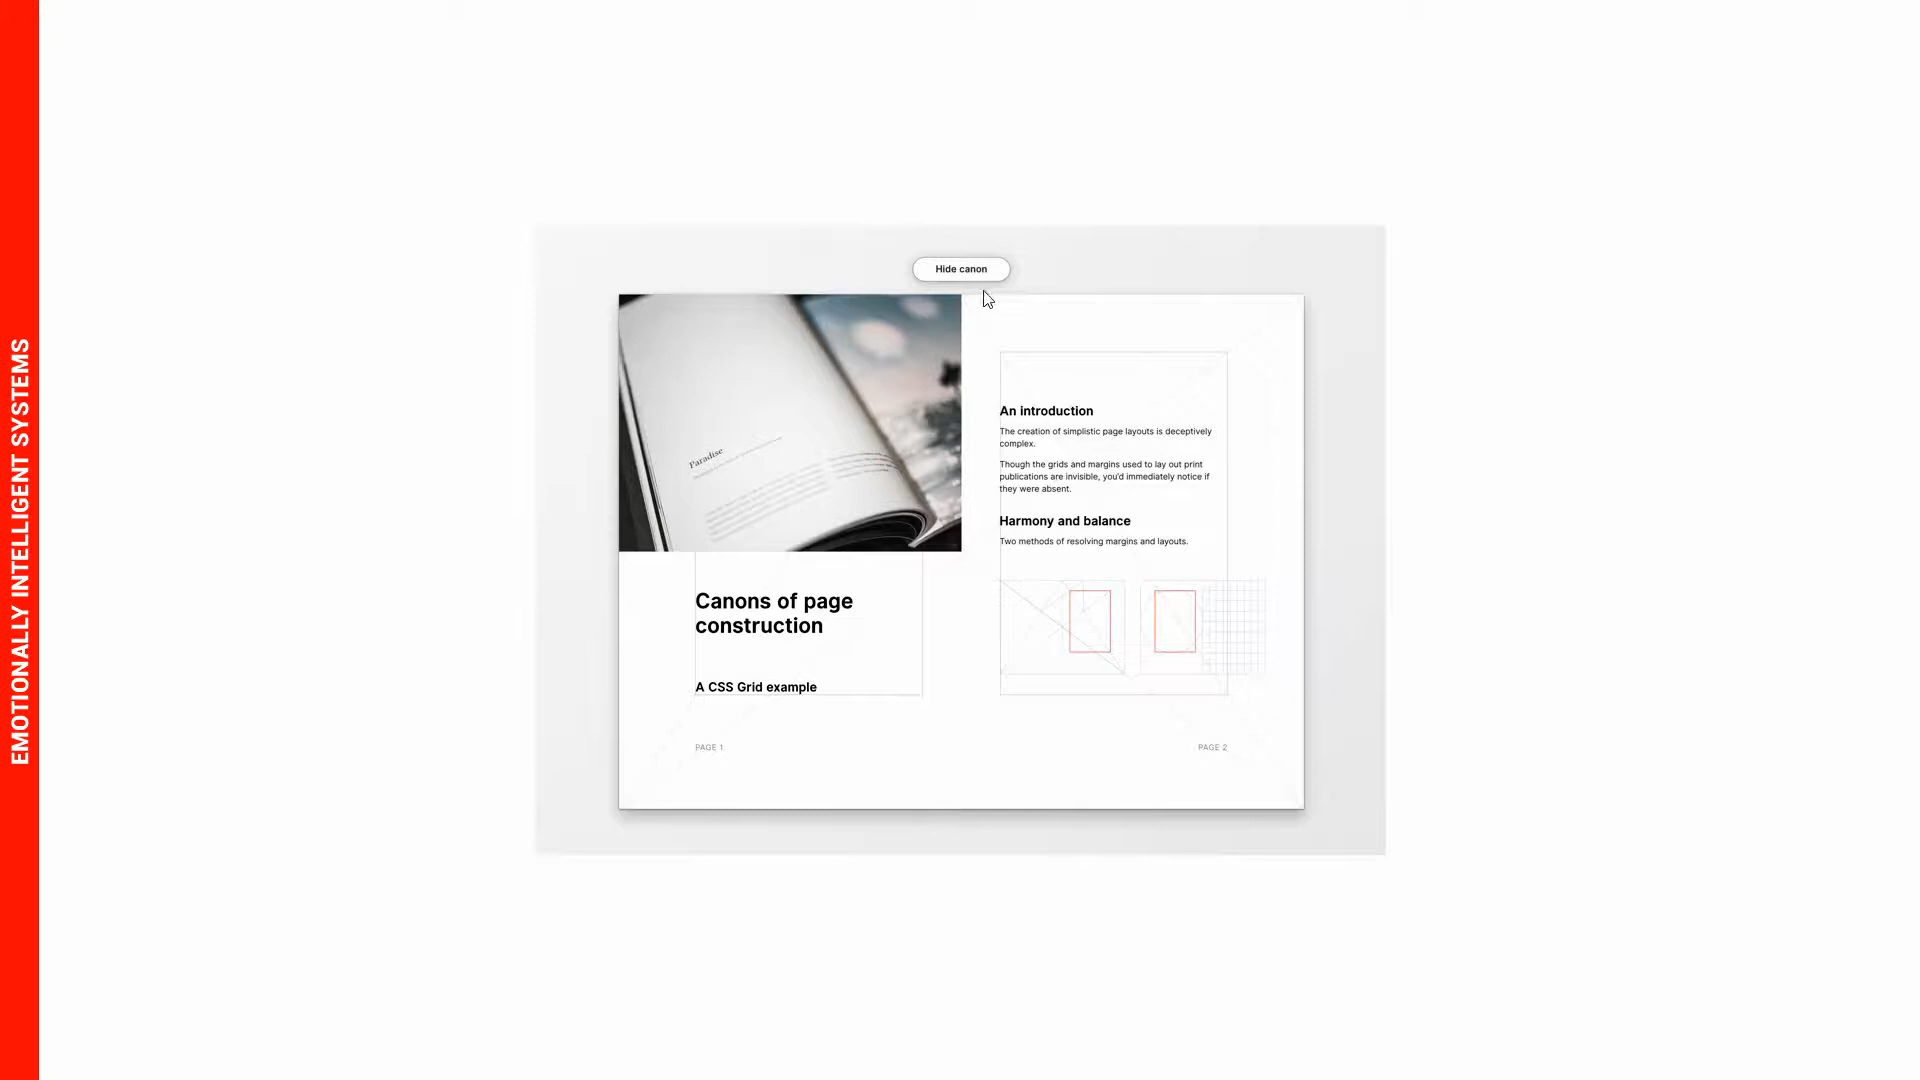 EMOTIONALLY INTELLIGENT SYSTEMS
Hide canon
Paradise
Canons of page
construction
A CSS Grid example
PAGE 1
An introduction
The creation of simplistic page layouts is deceptively
complex.
Though the grids and margins used to lay out print
publications are invisible, you'd immediately notice if
they were absent.
Harmony and balance
Two methods of resolving margins and layouts.
PAGE 2